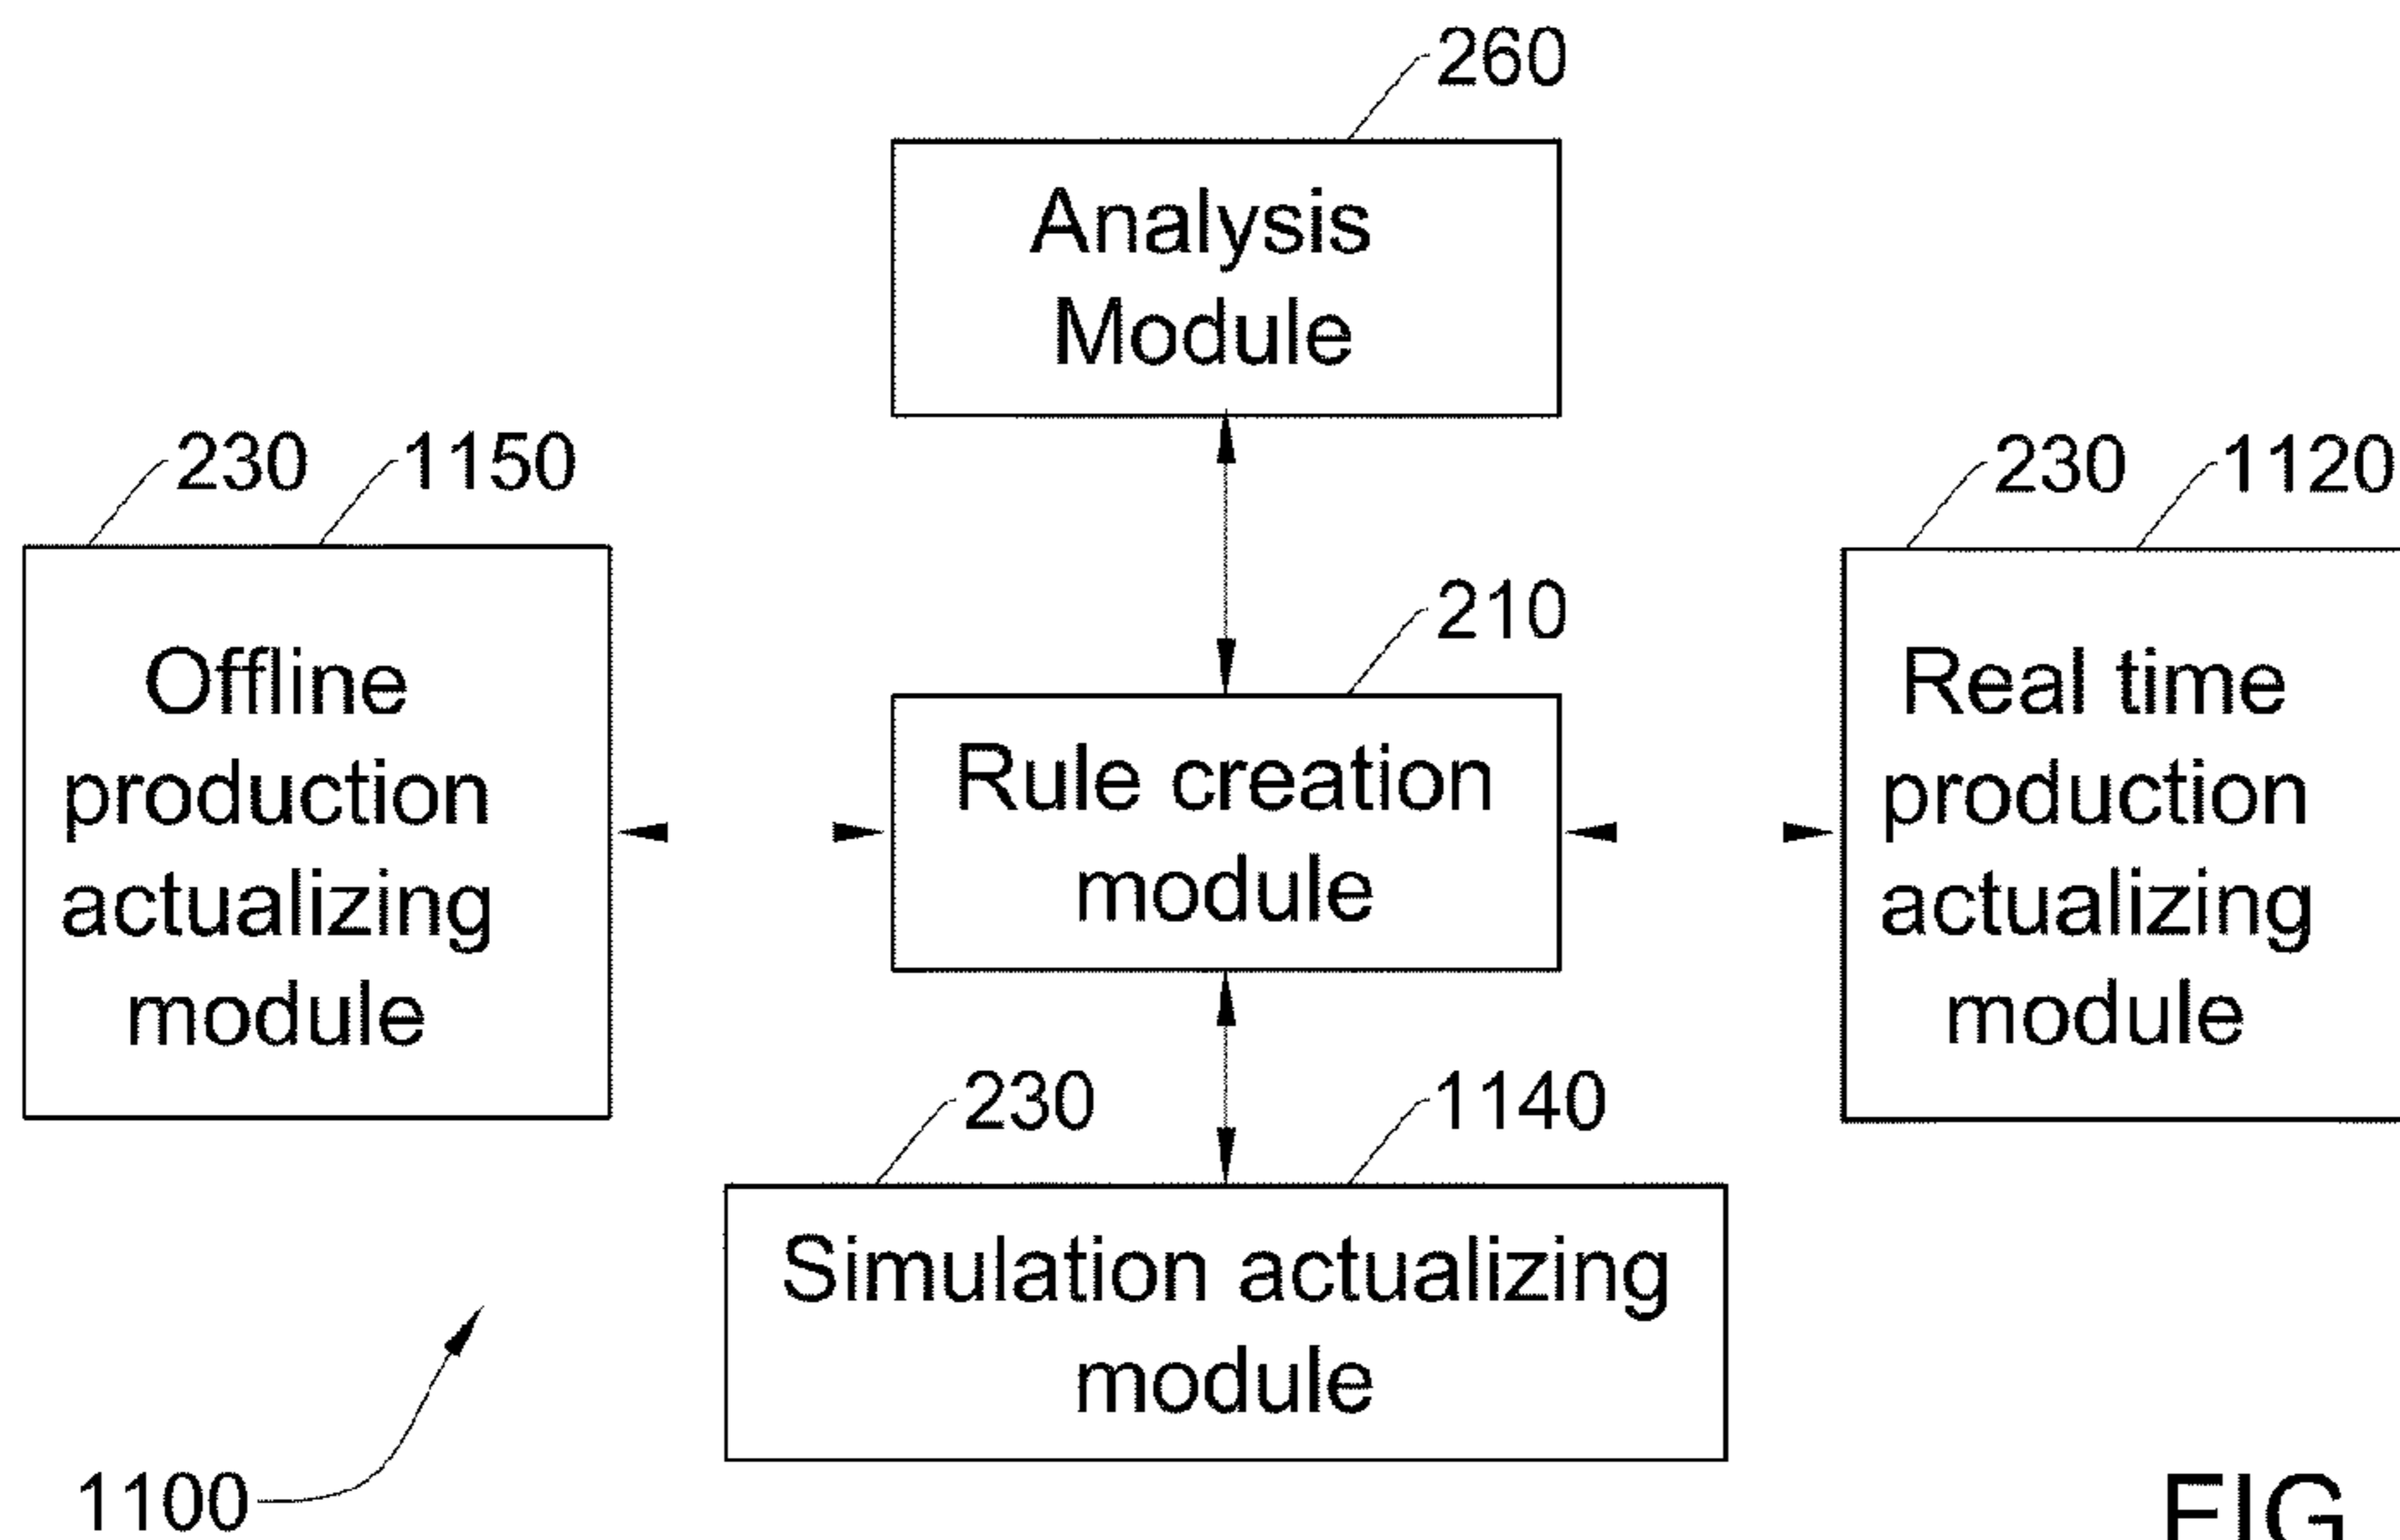 260
Analysis
Module
230
1150
230
1120
210
Offline
production
actualizing
module
Rule creation
module
Real time
production
actualizing
module
230
1140
Simulation actualizing
module
1100
FIG